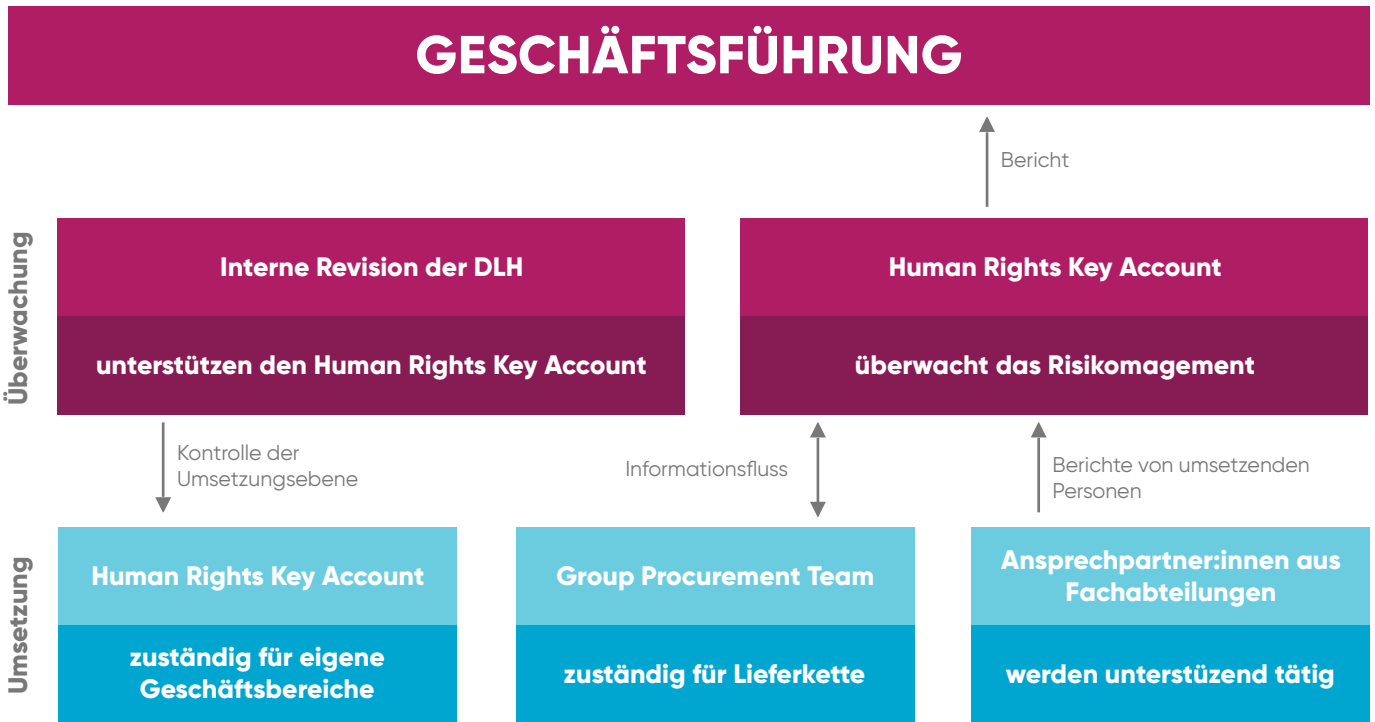 GESCHÄFTSFÜHRUNG
Bericht
Überwachung
Interne Revision der DLH
unterstützen den Human Rights Key Account
Human Rights Key Account
überwacht das Risikomagement
Kontrolle der
Umsetzungsebene
Informationsfluss
Berichte von umsetzenden
Personen
Umsetzung
Human Rights Key Account
zuständig für eigene
Geschäftsbereiche
Group Procurement Team
zuständig für Lieferkette
Ansprechpartner:innen aus
Fachabteilungen
werden unterstüzend tätig